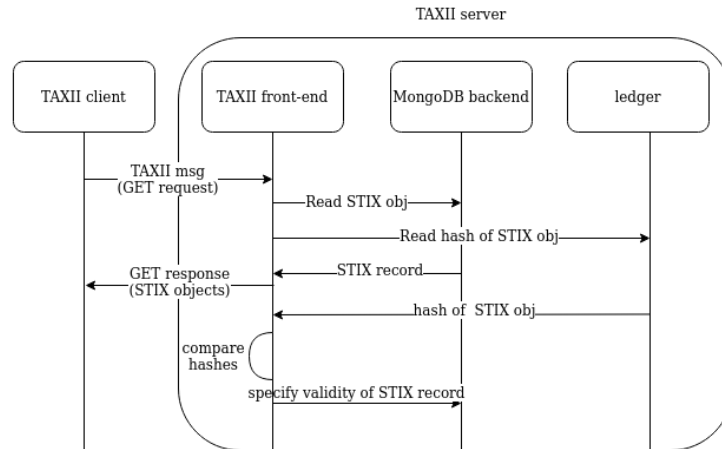 TAXII server
TAXII client
TAXII front-end
MongoDB backend
ledger
TAXII msg
(GET request)
Read STIX obj
Read hash of STIX obj
STIX record
GET response
(STIX objects)
hash of STIX obj
compare
hashes
specify validity of STIX record